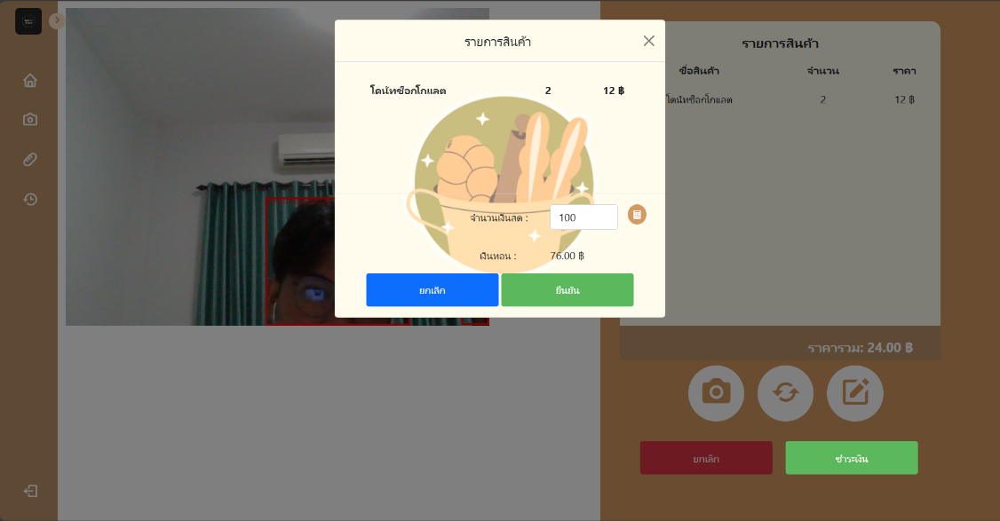 รายการสินค้า
โดนัทช็อกโกแลต 2 12 ฿
จำนวนเงินสด : 100
เงินทอน : 76.00 ฿
ยกเลิก ยืนยัน
รายการสินค้า
ชื่อสินค้า จำนวน ราคา
โดนัทช็อกโกแลต 2 12 ฿
ราคารวม: 24.00 ฿
ยกเลิก ชำระเงิน